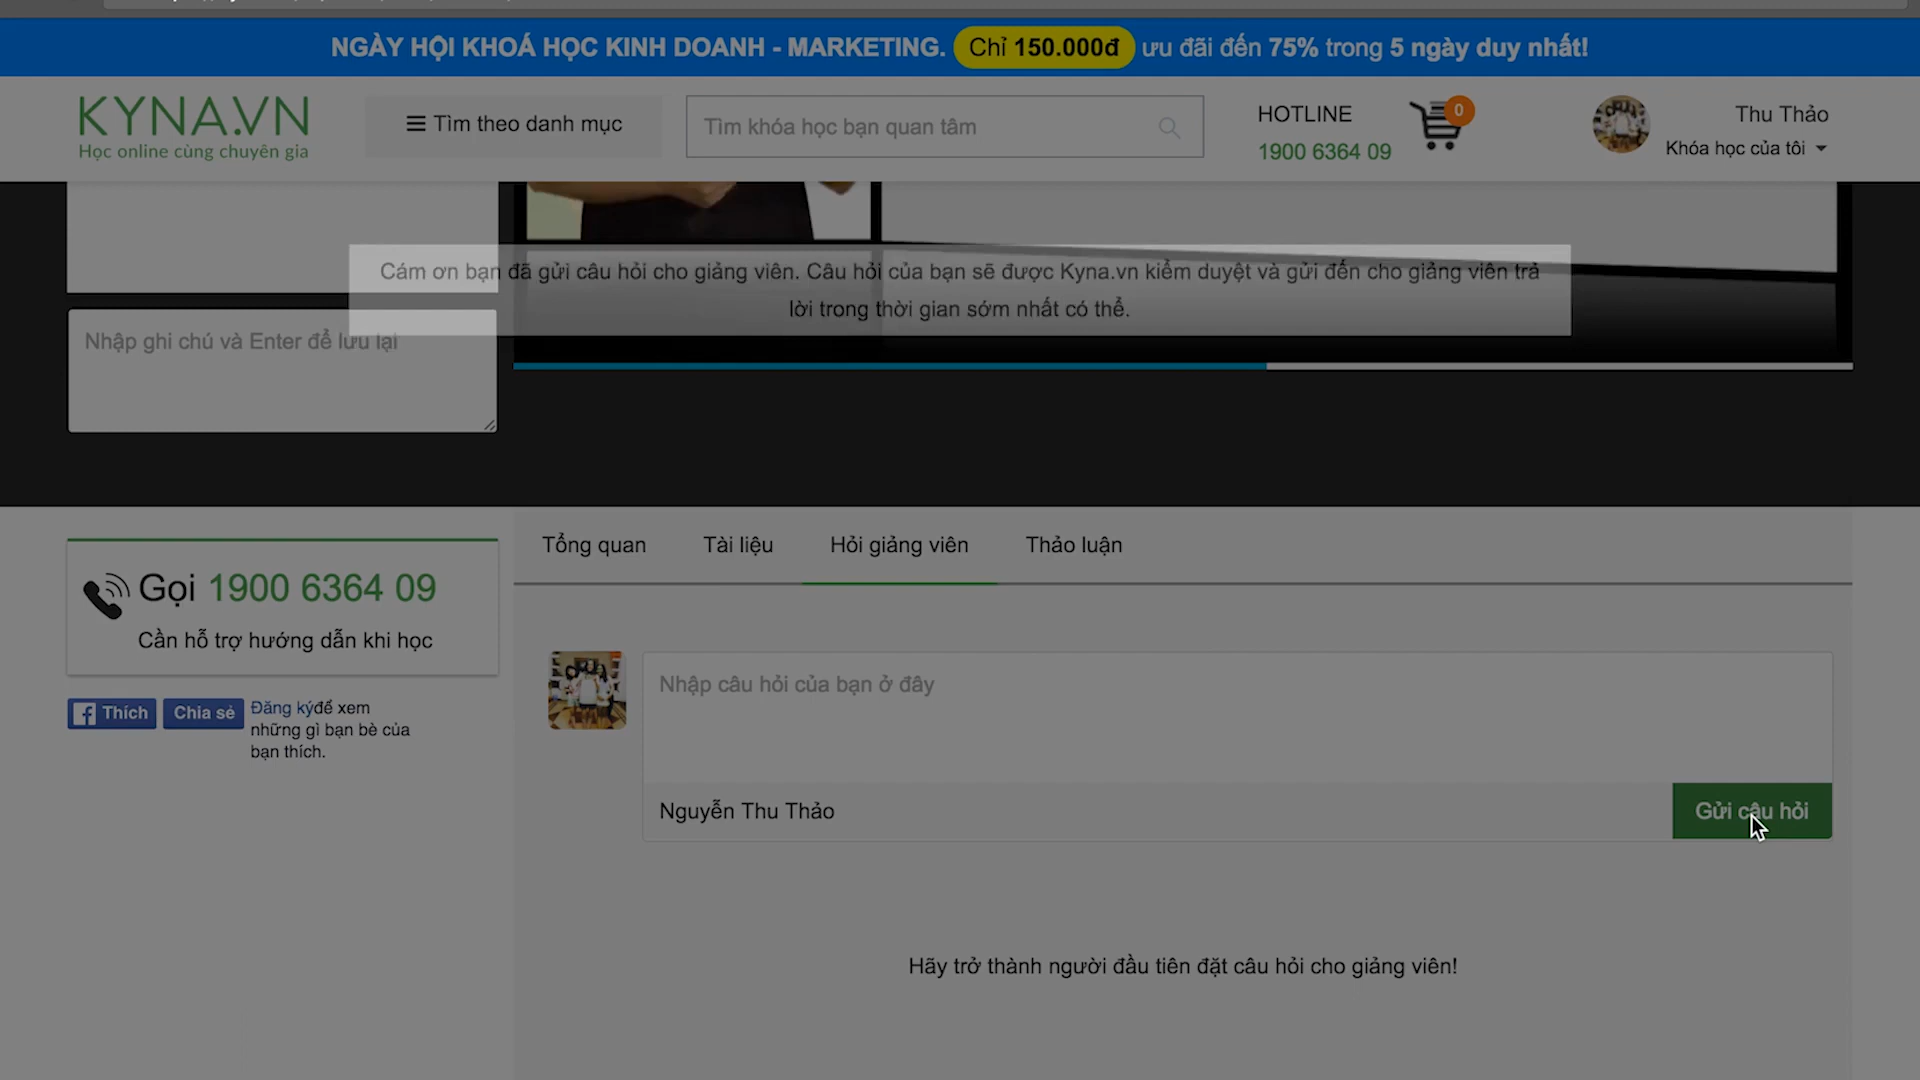 NGÀY HỘI KHOÁ HỌC KINH DOANH - MARKETING. Chỉ 150.000đ ưu đãi đến 75% trong 5 ngày duy nhất!
KYNA.VN
Học online cùng chuyên gia
Tìm theo danh mục
Tìm khóa học bạn quan tâm
HOTLINE
1900 6364 09
0
Thu Thảo
Khóa học của tôi
Cám ơn bạn đã gửi câu hỏi cho giảng viên. Câu hỏi của bạn sẽ được Kyna.vn kiểm duyệt và gửi đến cho giảng viên trả
lời trong thời gian sớm nhất có thể.
Nhập ghi chú và Enter để lưu lại
Gọi 1900 6364 09
Cần hỗ trợ hướng dẫn khi học
Thích
Chia sẻ
Đăng kýđể xem
những gì bạn bè của
bạn thích.
Tổng quan
Tài liệu
Hỏi giảng viên
Thảo luận
Nhập câu hỏi của bạn ở đây
Nguyễn Thu Thảo
Gửi câu hỏi
Hãy trở thành người đầu tiên đặt câu hỏi cho giảng viên!